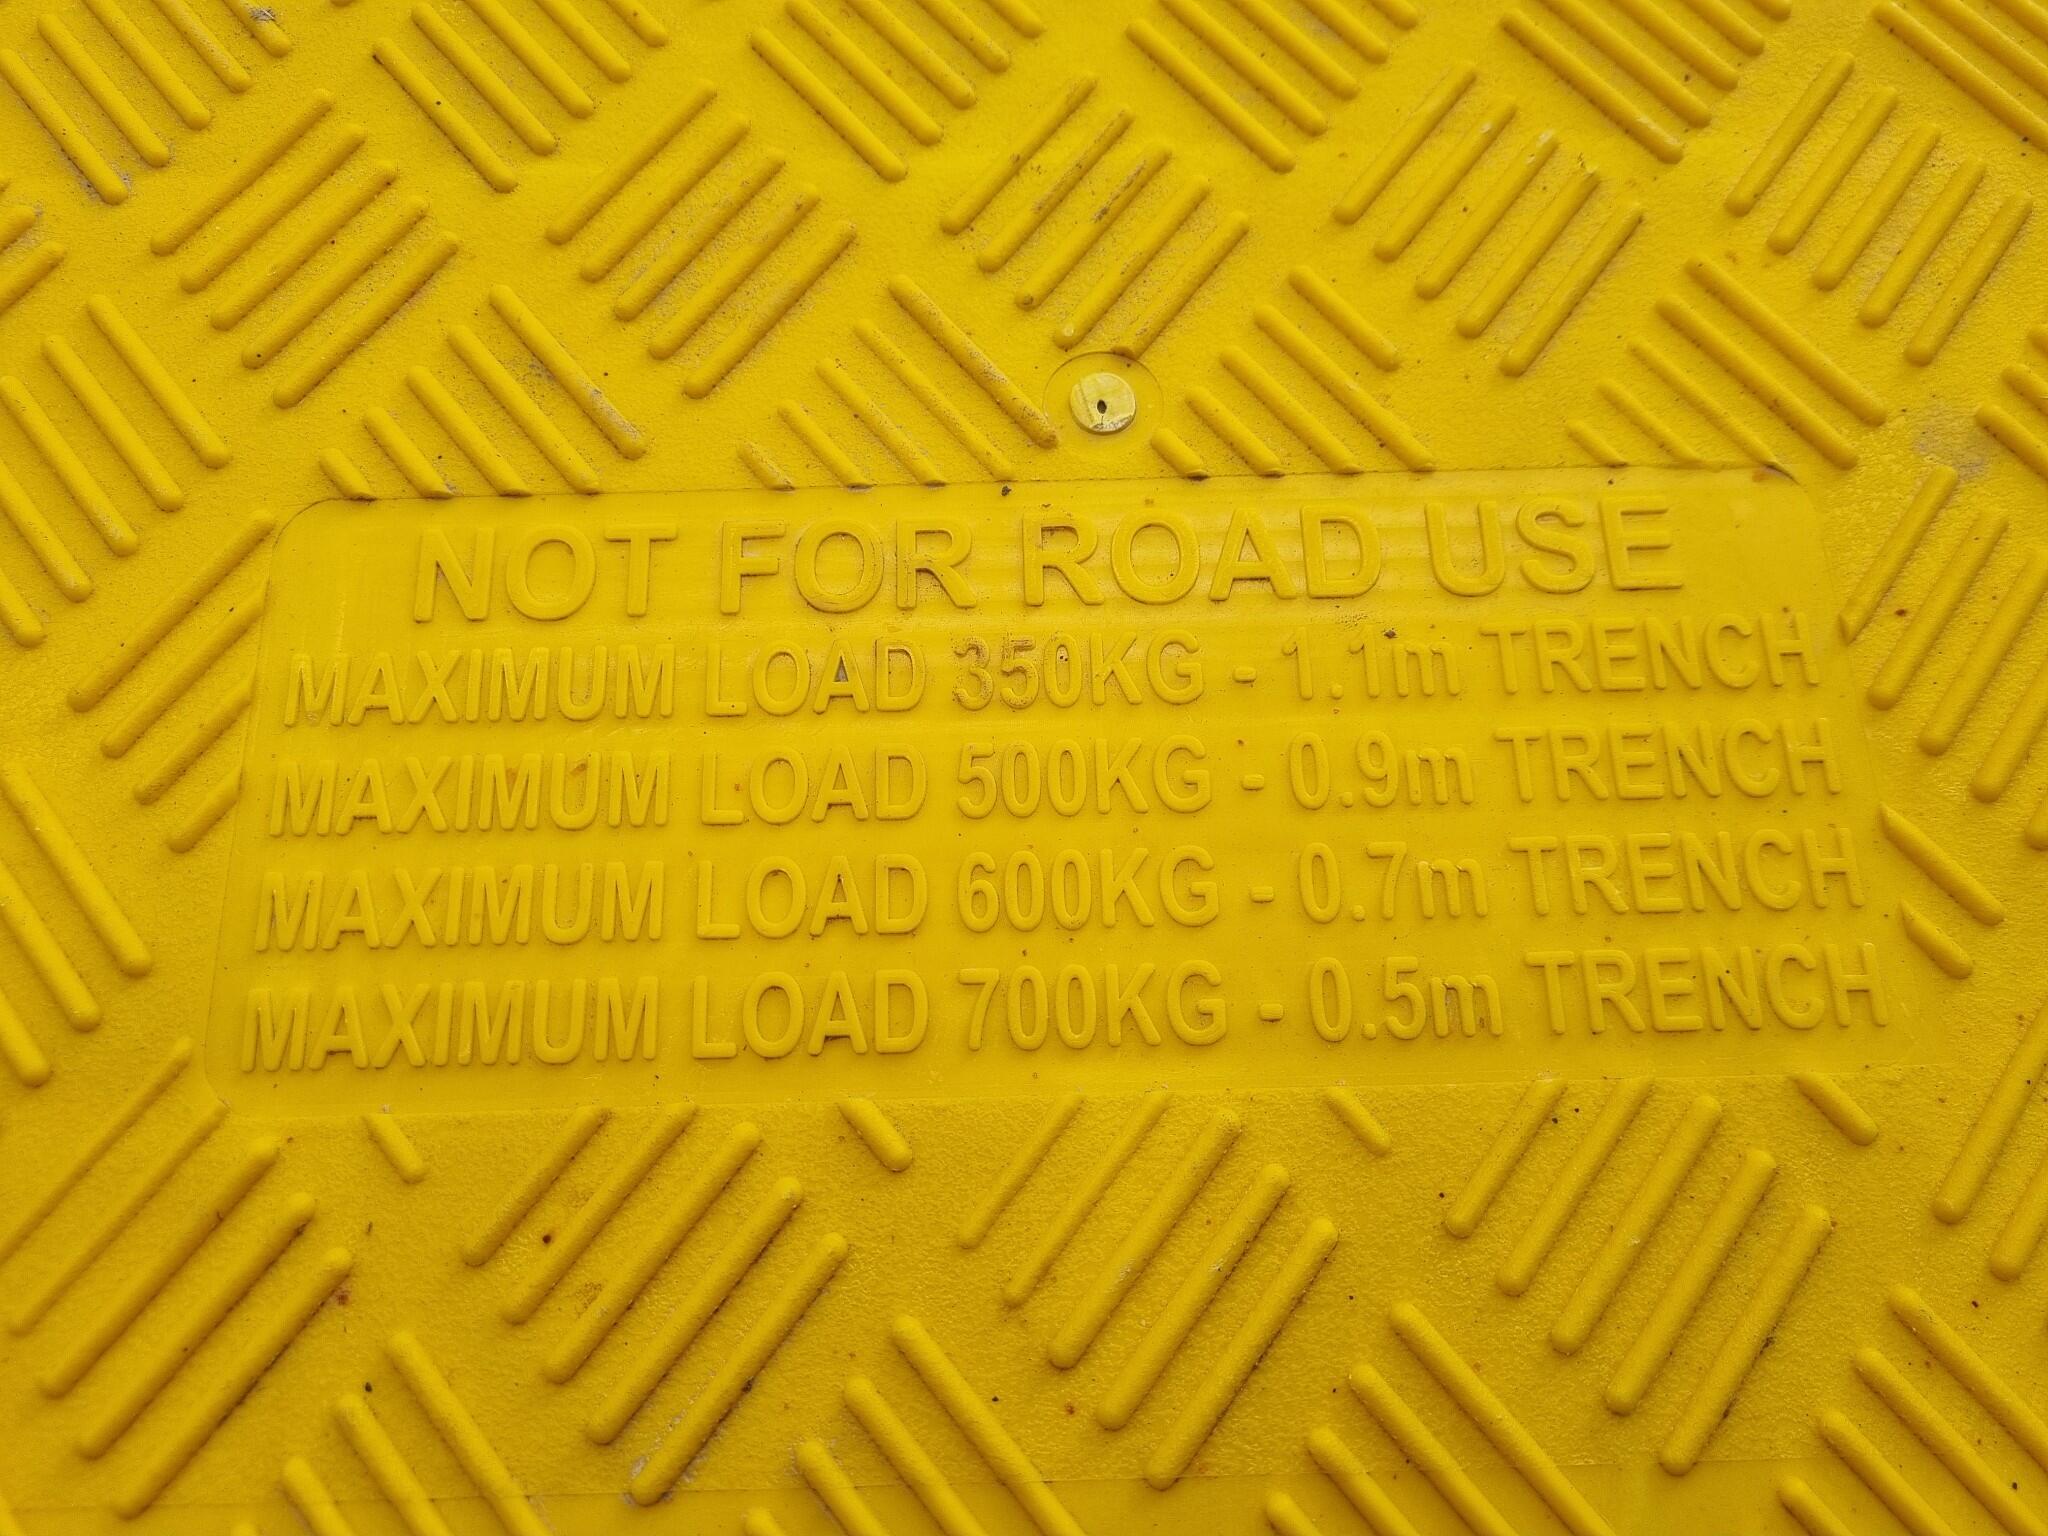 NOT FOR ROAD USE
MAXIMUM LOAD 350KG - 1.1m TRENCH
MAXIMUM LOAD 500KG - 0.9m TRENCH
MAXIMUM LOAD 600KG - 0.7m TRENCH
MAXIMUM LOAD 700KG - 0.5m TRENCH